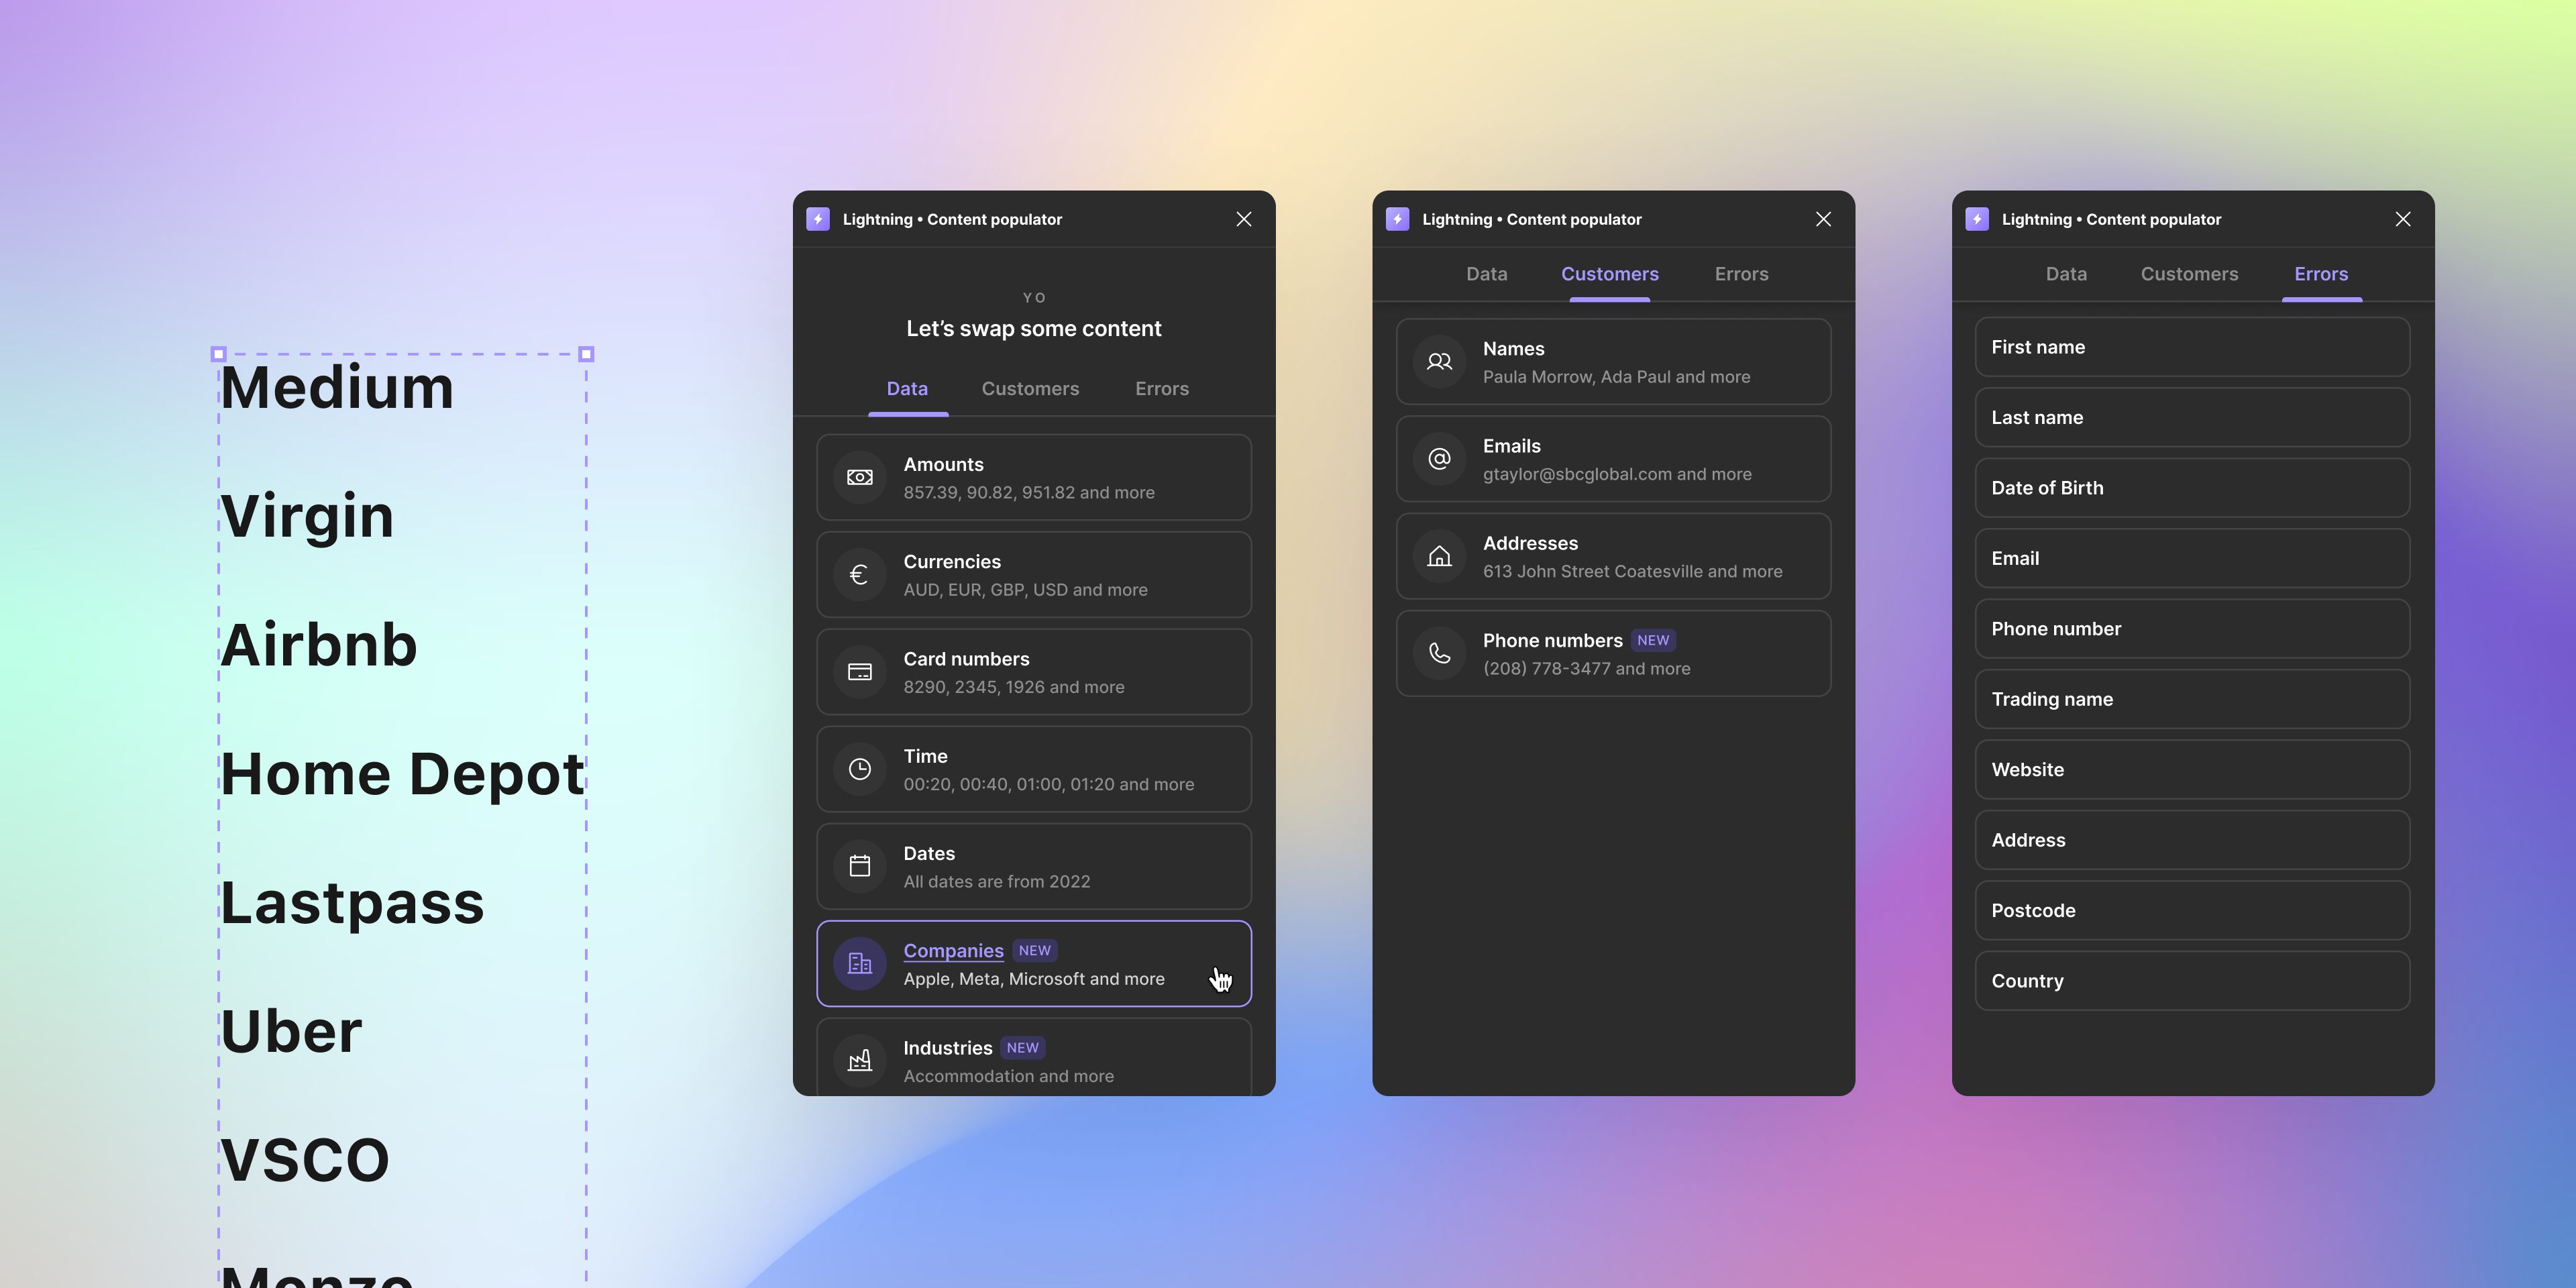 Medium
Virgin
Airbnb
Home Depot
Lastpass
Uber
VSCO
Monzo
Lightning • Content populator
YO
Let’s swap some content
Data
Customers
Errors
Amounts
857.39, 90.82, 951.82 and more
Currencies
AUD, EUR, GBP, USD and more
Card numbers
8290, 2345, 1926 and more
Time
00:20, 00:40, 01:00, 01:20 and more
Dates
All dates are from 2022
Companies NEW
Apple, Meta, Microsoft and more
Industries NEW
Accommodation and more
Lightning • Content populator
Data
Customers
Errors
Names
Paula Morrow, Ada Paul and more
Emails
gtaylor@sbcglobal.com and more
Addresses
613 John Street Coatesville and more
Phone numbers NEW
(208) 778-3477 and more
Lightning • Content populator
Data
Customers
Errors
First name
Last name
Date of Birth
Email
Phone number
Trading name
Website
Address
Postcode
Country